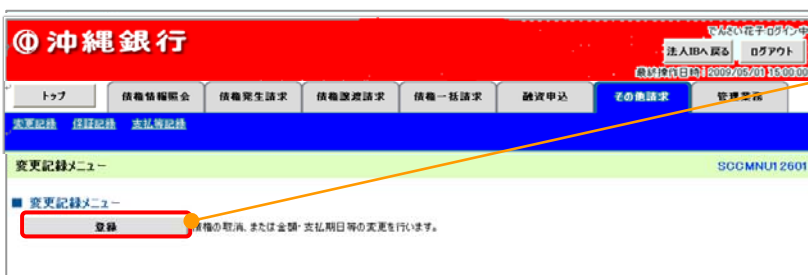 沖縄銀行
でんさい花子ログイン中
法人IBへ戻る ログアウト
最終操作日時 2009/05/01 15:00:00
トップ 債権情報照会 債権発生請求 債権譲渡請求 債権一括請求 融資申込 その他請求 管理業務
変更記録 保証記録 支払等記録
変更記録メニュー SCCMNU12601
■ 変更記録メニュー
登録 債権の取消、または金額・支払期日等の変更を行います。